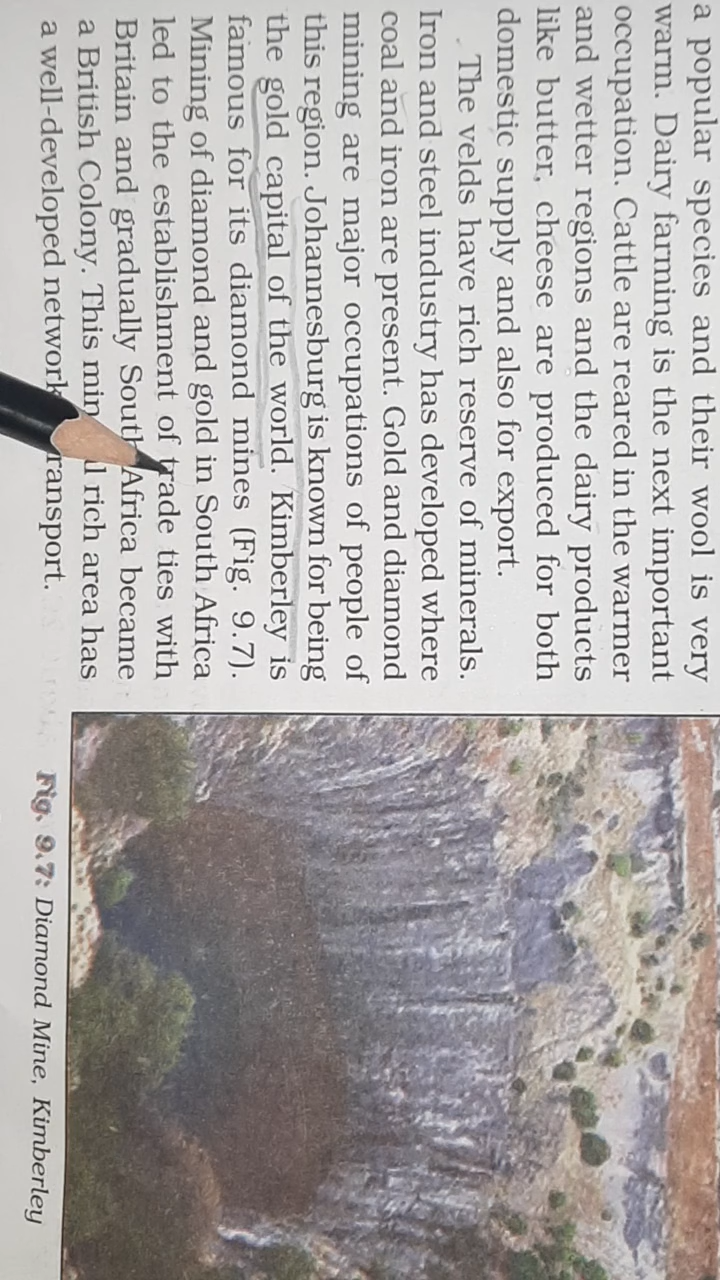 a popular species and their wool is very
warm. Dairy farming is the next important
occupation. Cattle are reared in the warmer
and wetter regions and the dairy products
like butter, cheese are produced for both
domestic supply and also for export.
The velds have rich reserve of minerals.
Iron and steel industry has developed where
coal and iron are present. Gold and diamond
mining are major occupations of people of
this region. Johannesburg is known for being
the gold capital of the world. Kimberley is
famous for its diamond mines (Fig. 9.7).
Mining of diamond and gold in South Africa
led to the establishment of trade ties with
Britain and gradually South Africa became
a British Colony. This rich area has
a well-developed network transport.
Fig. 9.7: Diamond Mine, Kimberley